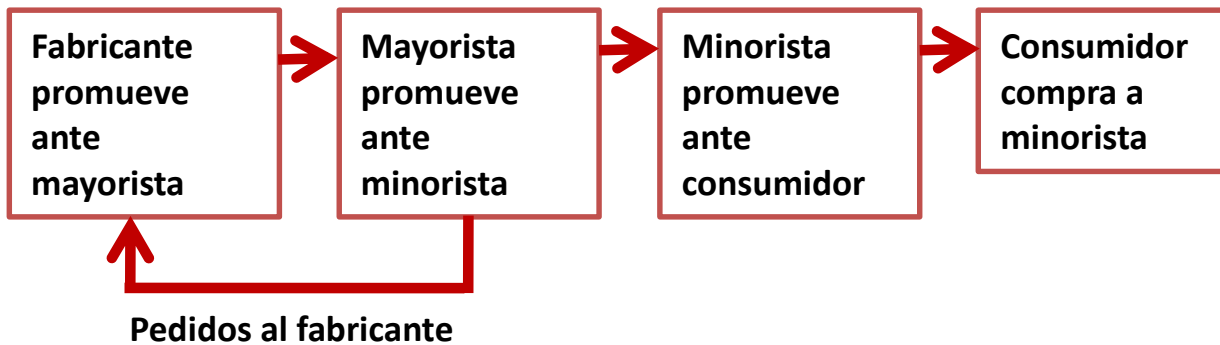 Fabricante
promueve
ante
mayorista
Mayorista
promueve
ante
minorista
Minorista
promueve
ante
consumidor
Consumidor
compra a
minorista
Pedidos al fabricante